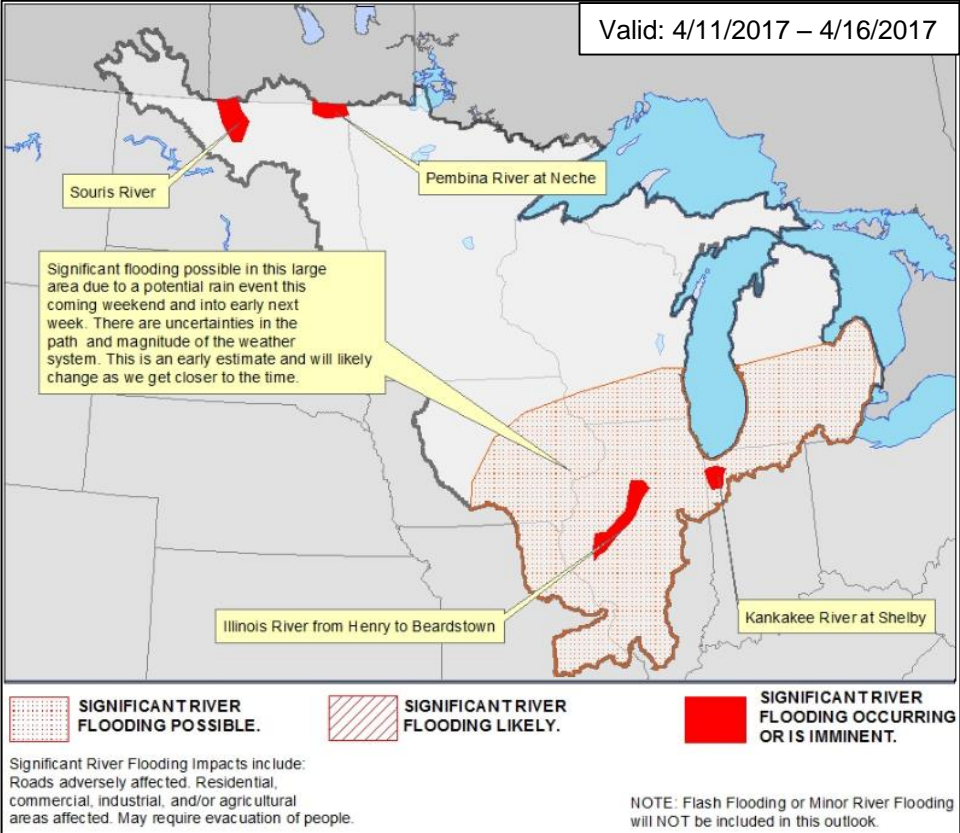 Valid: 4/11/2017 – 4/16/2017
Souris River
Pembina River at Neche
Significant flooding possible in this large
area due to a potential rain event this
coming weekend and into early next
week. There are uncertainties in the
path and magnitude of the weather
system. This is an early estimate and will likely
change as we get closer to the time.
Illinois River from Henry to Beardstown
Kankakee River at Shelby
SIGNIFICANT RIVER
FLOODING POSSIBLE.
SIGNIFICANT RIVER
FLOODING LIKELY.
SIGNIFICANT RIVER
FLOODING OCCURRING
OR IS IMMINENT.
Significant River Flooding Impacts include:
Roads adversely affected. Residential,
commercial, industrial, and/or agricultural
areas affected. May require evacuation of people.
NOTE: Flash Flooding or Minor River Flooding
will NOT be included in this outlook.